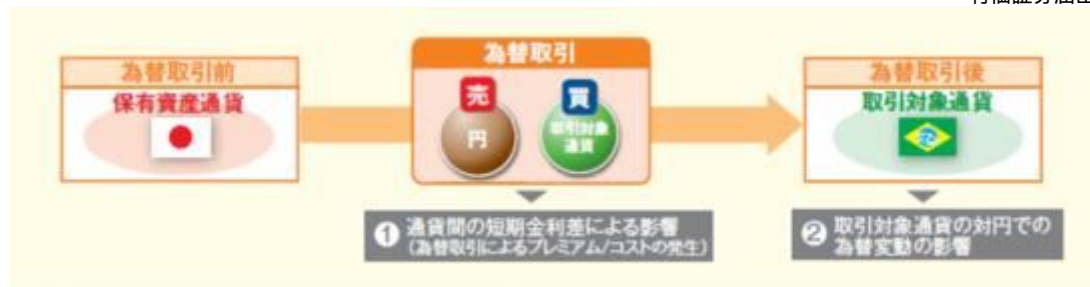 為替取引前
保有資産通貨
為替取引
売
円
買
取引対象
通貨
為替取引後
取引対象通貨
① 通貨間の短期金利差による影響
(為替取引によるプレミアム/コストの発生)
② 取引対象通貨の対円での
為替変動の影響